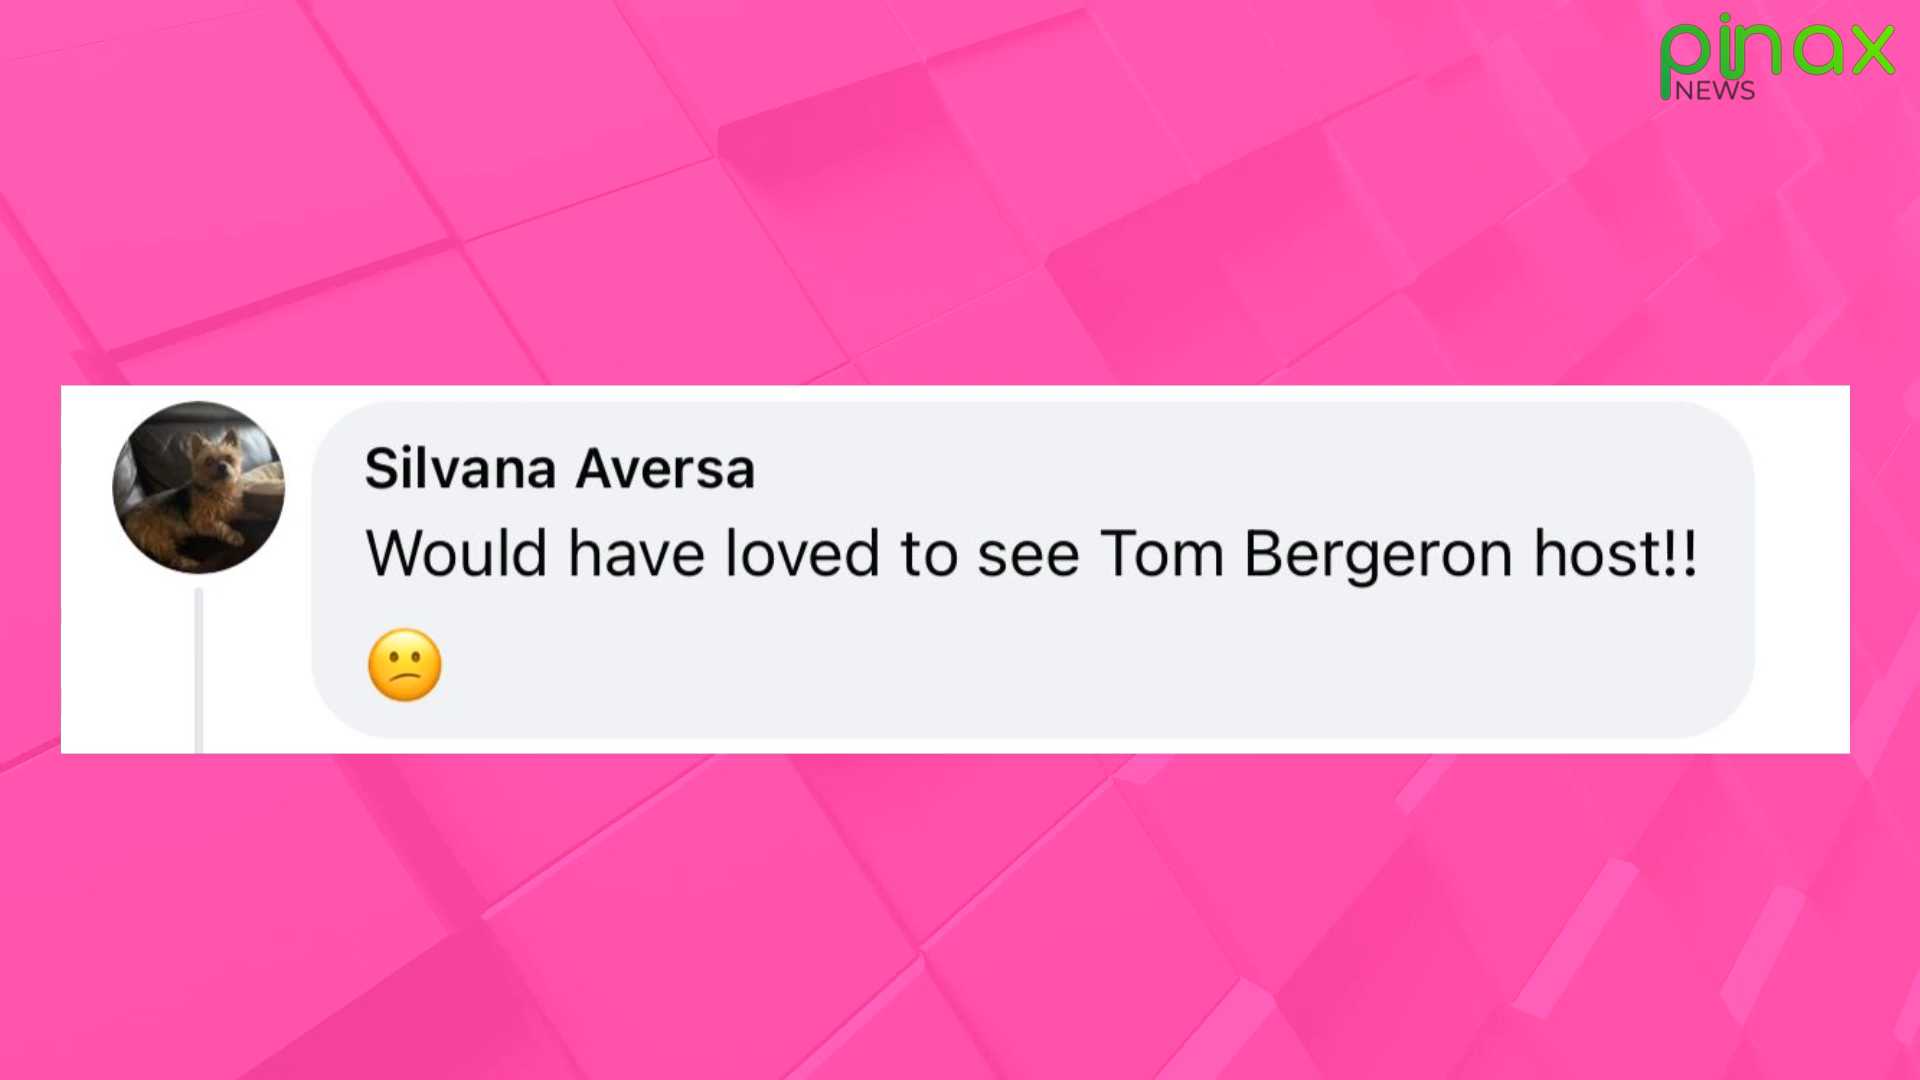 pinax
NEWS
Silvana Aversa
Would have loved to see Tom Bergeron host!!
😕